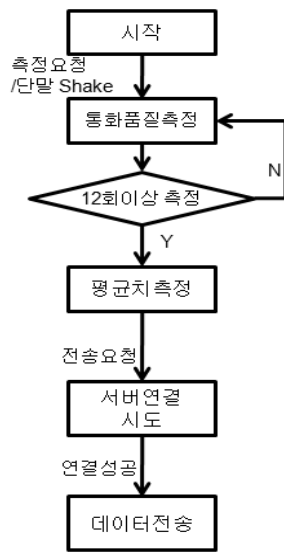 시작
측정요청
/단말 Shake
통화품질측정
12회이상 측정
N
Y
평균치측정
전송요청
서버연결
시도
연결성공
데이터전송